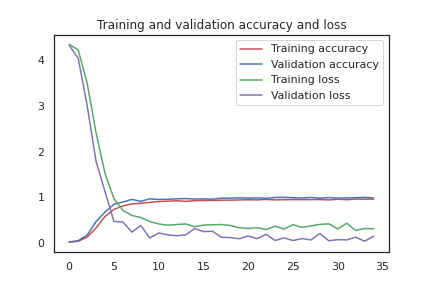 Training and validation accuracy and loss
Training accuracy
Validation accuracy
Training loss
Validation loss
4
3
2
1
0
0 5 10 15 20 25 30 35